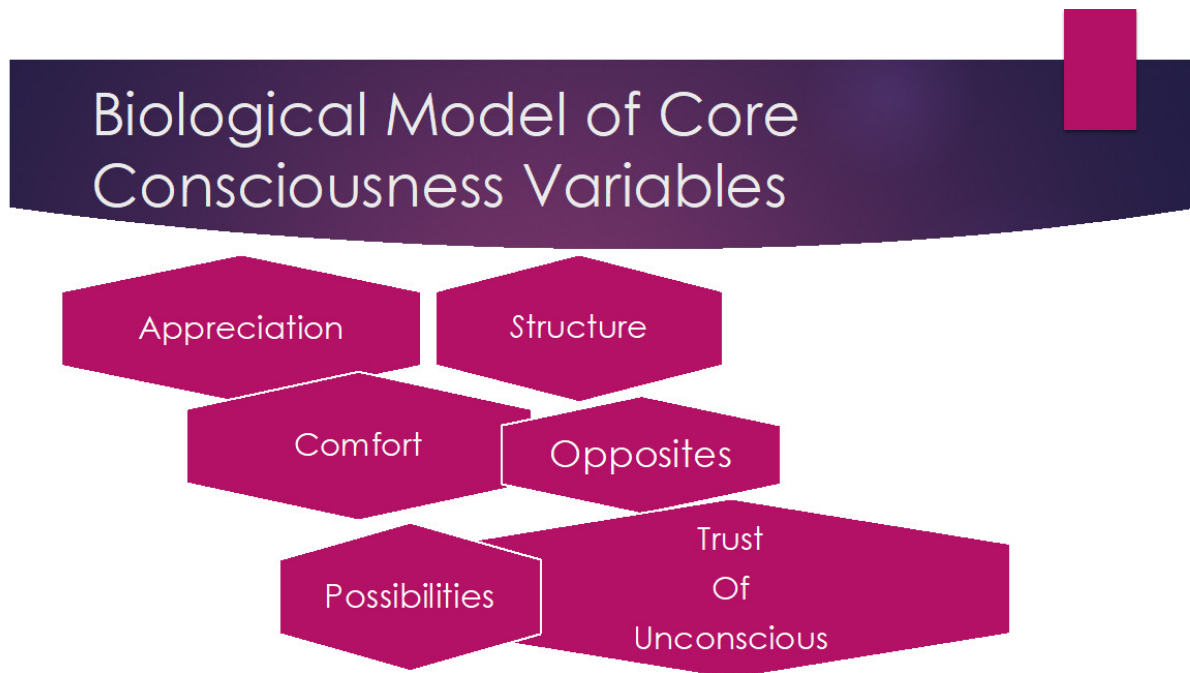 Biological Model of Core
Consciousness Variables
Appreciation
Structure
Comfort
Opposites
Possibilities
Trust
Of
Unconscious